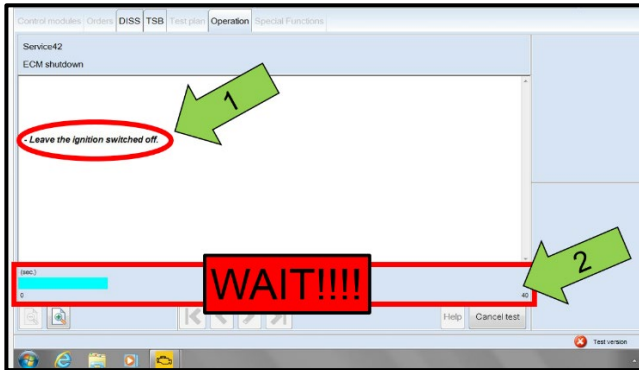 Control modules Orders DISS TSB Test plan Operation Special Functions
Service42
ECM shutdown
1
- Leave the ignition switched off.
2
(sec.)
WAIT!!!!
0 40
Help Cancel test
Test version